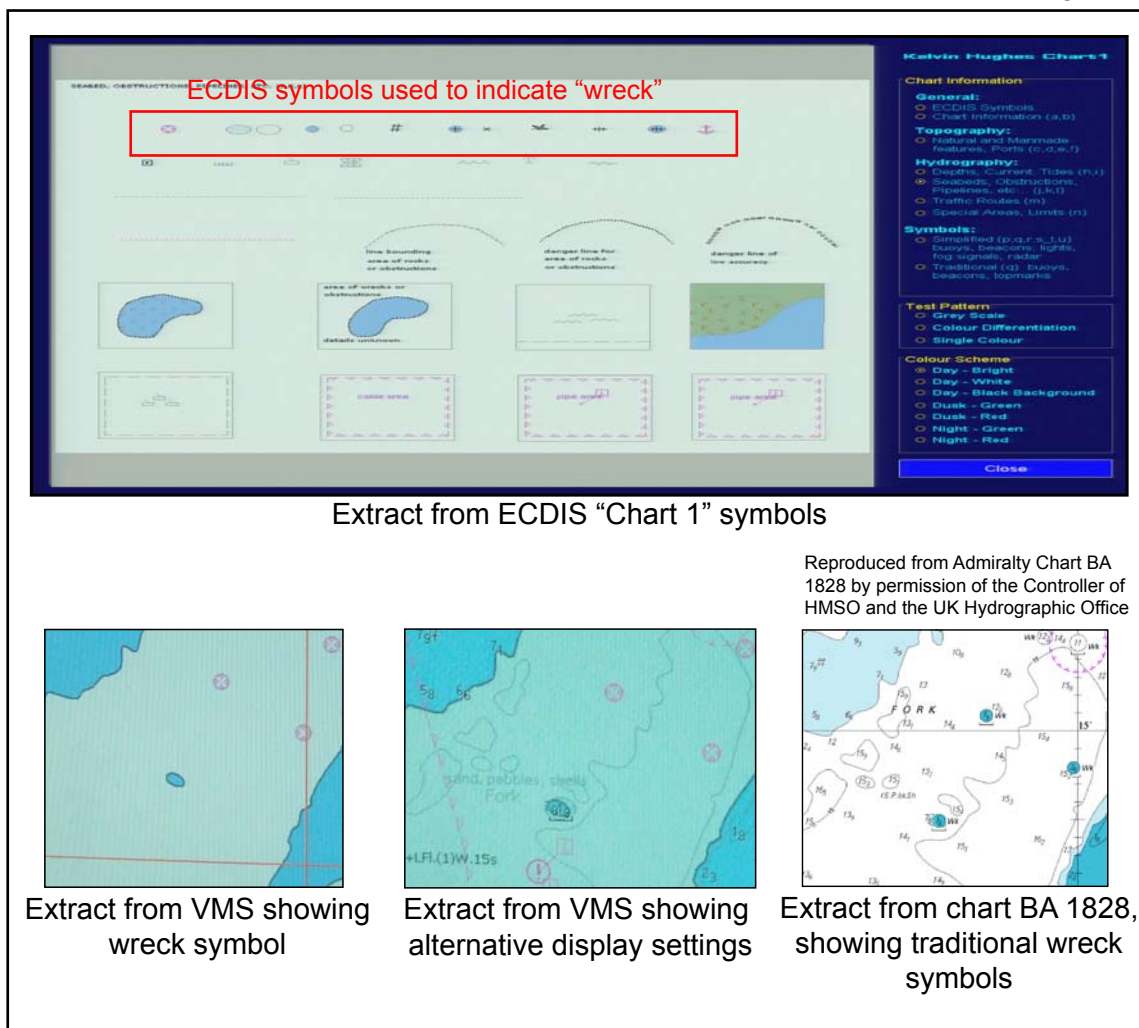 SEABED, OBSTRUCTIONS, PIPELINES, ETC.
ECDIS symbols used to indicate “wreck”
line bounding
area of rocks
or obstructions
danger line for
area of rocks
or obstructions
danger line of
low accuracy
area of wrecks or
obstructions
details unknown
cable area
pipe area
pipe area
Kelvin Hughes Chart1
Chart Information
General:
ECDIS Symbols
Chart Information (a,b)
Topography:
Natural and Manmade
features, Ports (c,d,e,f)
Hydrography:
Depths, Current, Tides (h,i)
Seabeds, Obstructions,
Pipelines, etc... (j,k,l)
Traffic Routes (m)
Special Areas, Limits (n)
Symbols:
Simplified (p,q,r,s,t,u)
buoys, beacons, lights,
fog signals, radar
Traditional (q) buoys,
beacons, topmarks
Test Pattern
Grey Scale
Colour Differentiation
Single Colour
Colour Scheme
Day - Bright
Day - White
Day - Black Background
Dusk - Green
Dusk - Red
Night - Green
Night - Red
Close
Extract from ECDIS “Chart 1” symbols
Reproduced from Admiralty Chart BA
1828 by permission of the Controller of
HMSO and the UK Hydrographic Office
sand, pebbles, shells
Fork
+LFl.(1)W.15s
FORK
Wk
Wk
Wk
Wk
Wk
15'
Extract from VMS showing
wreck symbol
Extract from VMS showing
alternative display settings
Extract from chart BA 1828,
showing traditional wreck
symbols